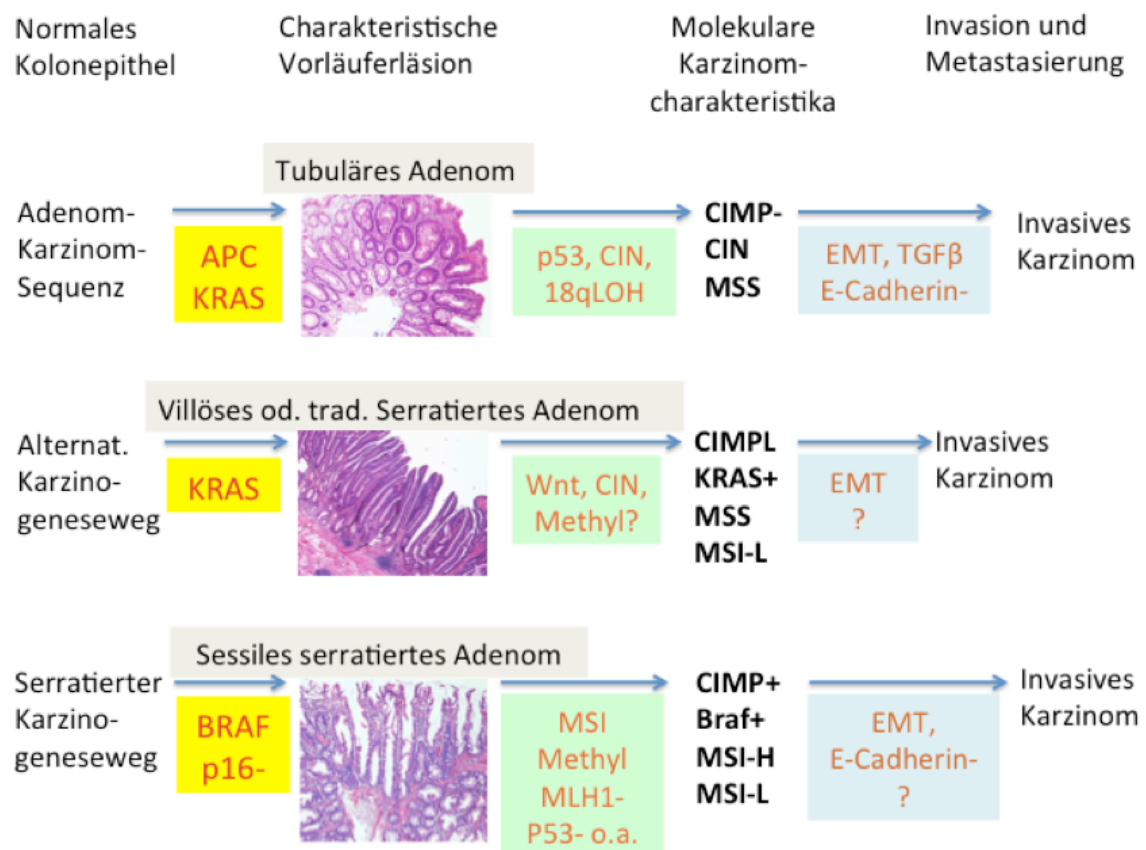 Normales
Kolonepithel
Charakteristische
Vorläuferläsion
Molekulare
Karzinom-
charakteristika
Invasion und
Metastasierung
Tubuläres Adenom
Adenom-
Karzinom-
Sequenz
APC
KRAS
p53, CIN,
18qLOH
CIMP-
CIN
MSS
EMT, TGFβ
E-Cadherin-
Invasives
Karzinom
Villöses od. trad. Serratiertes Adenom
Alternat.
Karzino-
geneseweg
KRAS
Wnt, CIN,
Methyl?
CIMPL
KRAS+
MSS
MSI-L
EMT
?
Invasives
Karzinom
Sessiles serratiertes Adenom
Serratierter
Karzino-
geneseweg
BRAF
p16-
MSI
Methyl
MLH1-
P53- o.a.
CIMP+
Braf+
MSI-H
MSI-L
EMT,
E-Cadherin-
?
Invasives
Karzinom